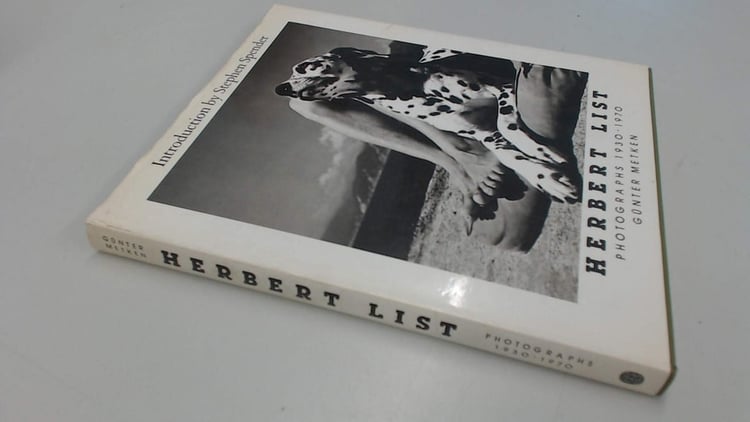 Introduction by Stephen Spender
HERBERT LIST
PHOTOGRAPHS 1930-1970
GÜNTER METKEN
GÜNTER
METKEN
HERBERT LIST
PHOTOGRAPHS
1930-1970